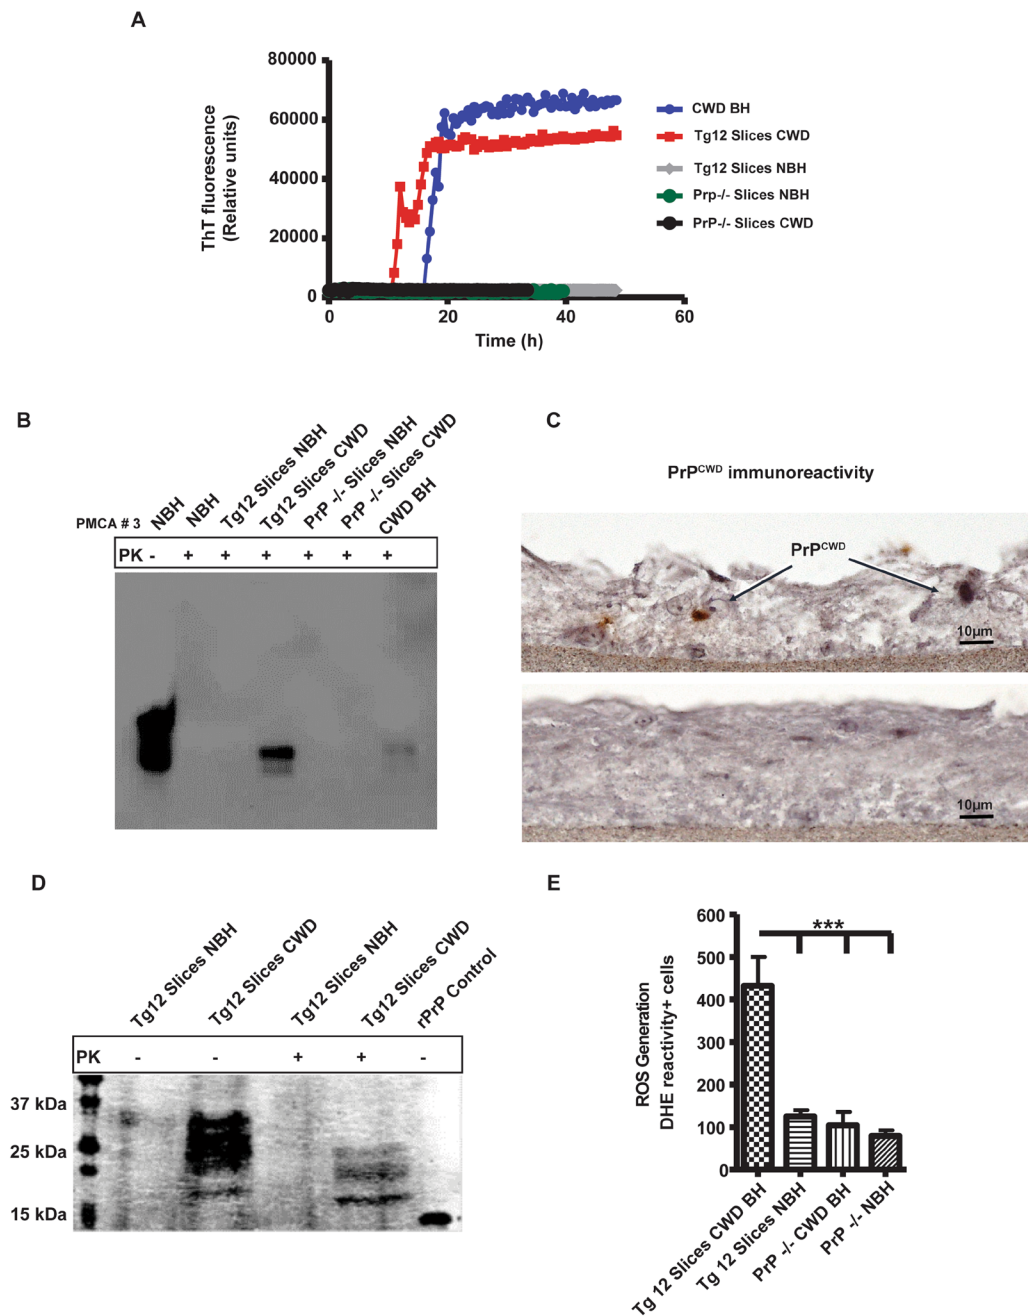 A
80000
60000
40000
20000
0
ThT fluorescence
(Relative units)
0
20
40
60
Time (h)
CWD BH
Tg12 Slices CWD
Tg12 Slices NBH
Prp-/- Slices NBH
PrP-/- Slices CWD
B
PMCA # 3
NBH
NBH
Tg12 Slices NBH
Tg12 Slices CWD
PrP -/- Slices NBH
PrP -/- Slices CWD
CWD BH
PK - + + + + + +
C
PrPCWD immunoreactivity
PrPCWD
10µm
10µm
D
Tg12 Slices NBH
Tg12 Slices CWD
Tg12 Slices NBH
Tg12 Slices CWD
rPrP Control
PK - - + + -
37 kDa
25 kDa
15 kDa
E
600
500
400
300
200
100
0
ROS Generation
DHE reactivity+ cells
***
Tg 12 Slices CWD BH
Tg 12 Slices NBH
PrP -/- CWD BH
PrP -/- NBH